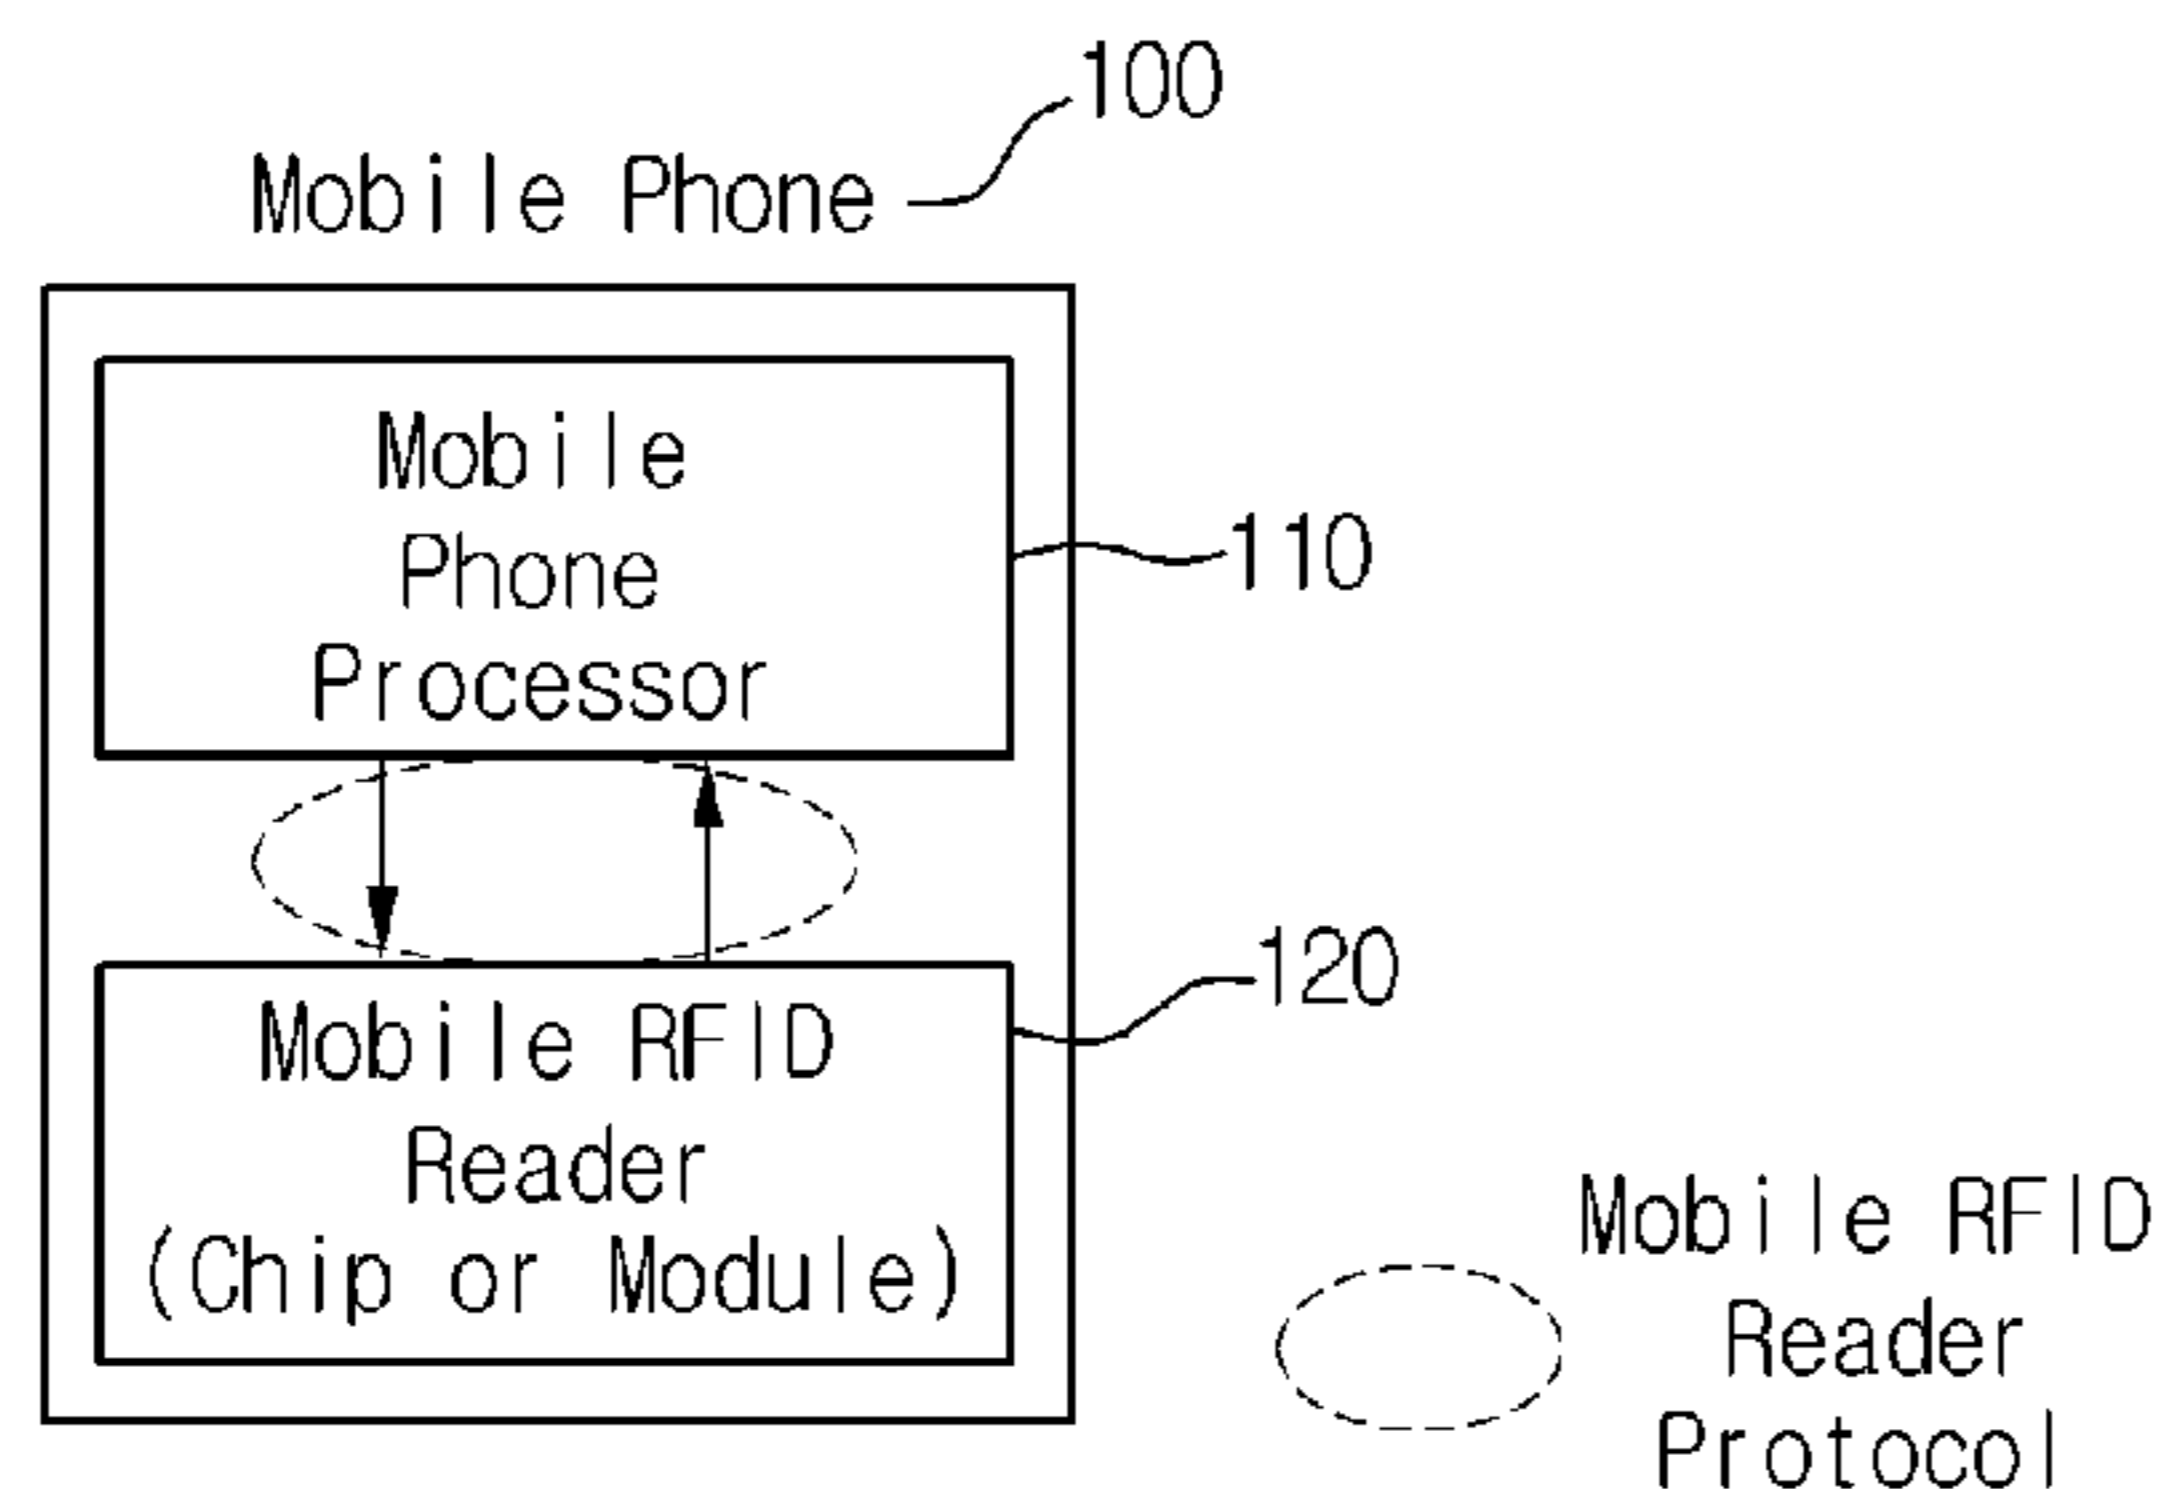 100
Mobile Phone
Mobile
Phone
Processor
110
120
Mobile RFID
Reader
(Chip or Module)
Mobile RFID
Reader
Protocol